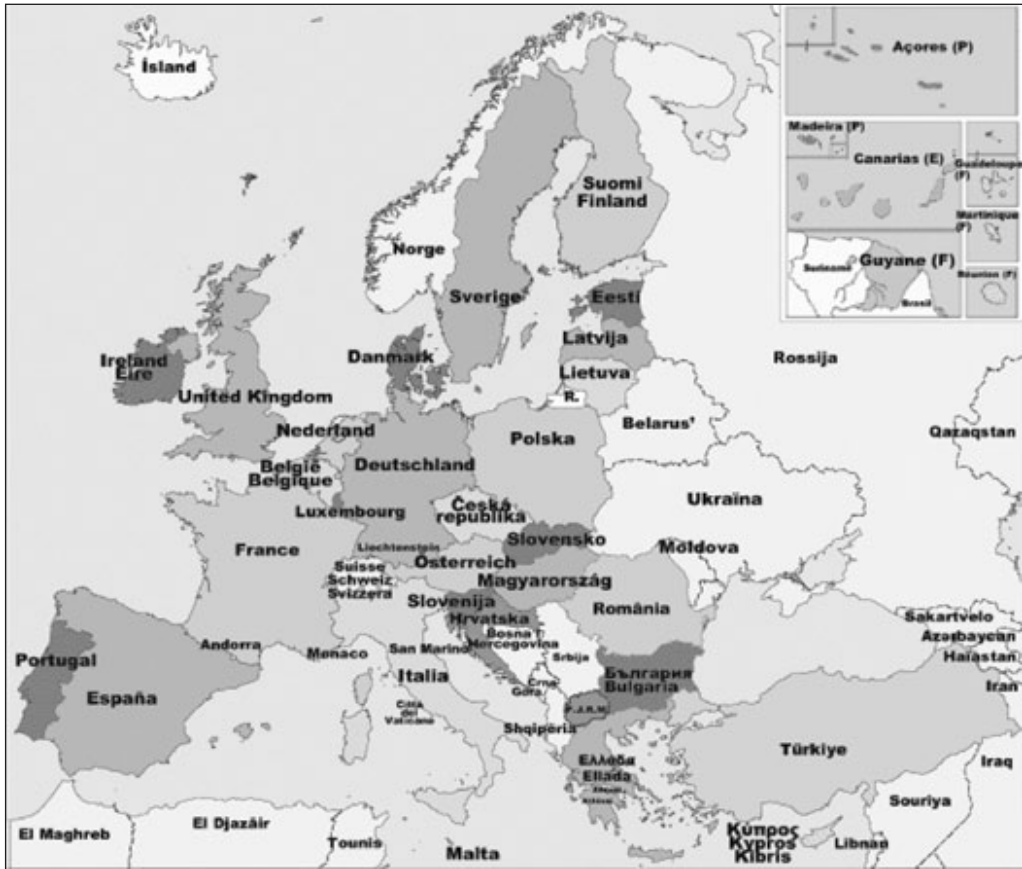 Ísland
Açores (P)
Madeira (P)
Canarias (E)
Guadeloupe
(F)
Martinique
(F)
Guyane (F)
Suriname
Brasil
Réunion (F)
Suomi
Finland
Norge
Sverige
Eesti
Latvija
Lietuva
R.
Danmark
Ireland
Éire
United Kingdom
Nederland
België
Belgique
Luxembourg
Deutschland
Polska
Belarus'
Rossija
Qazaqstan
Ukraïna
Česká
republika
Slovensko
Moldova
Liechtenstein
Österreich
Magyarország
France
Suisse
Schweiz
Svizzera
Slovenija
Hrvatska
Bosna i
Hercegovina
România
Srbija
Crna
Gora
България
Bulgaria
Sakartvelo
Azərbaycan
Haïastan
Iran
Portugal
España
Andorra
Monaco
San Marino
Italia
Città
del
Vaticano
Shqipëria
Ελλάδα
Ellada
Türkiye
Iraq
Souriya
El Maghreb
El Djazâir
Tounis
Malta
Κύπρος
Kypros
Kibris
Libnan